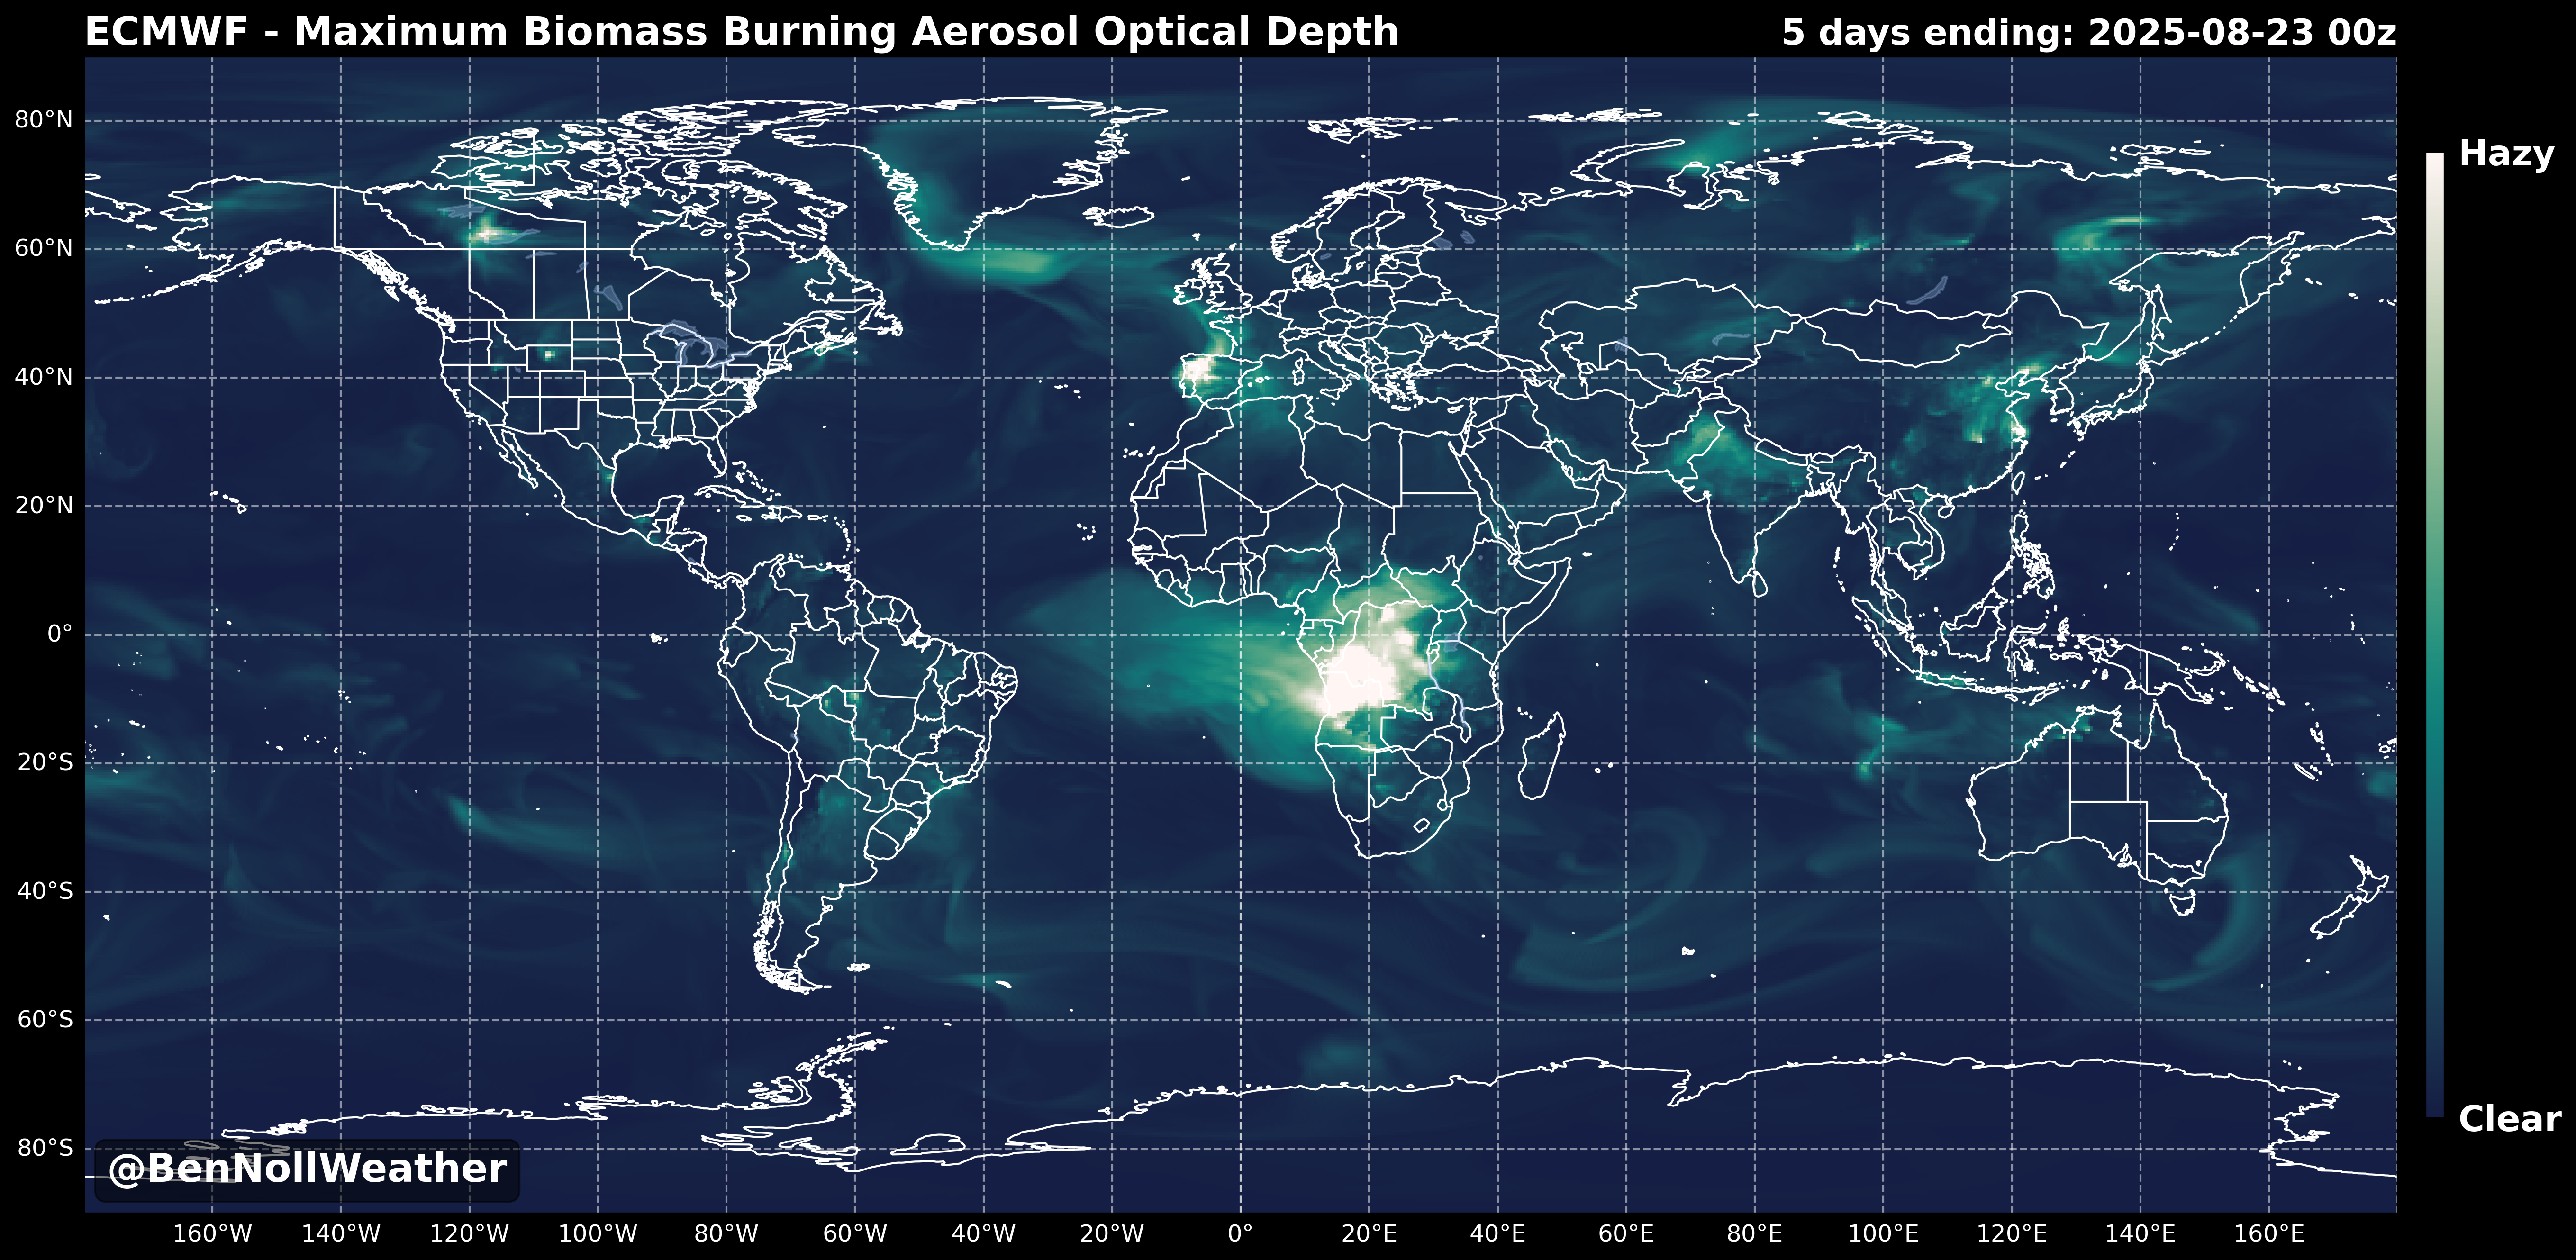 ECMWF - Maximum Biomass Burning Aerosol Optical Depth
5 days ending: 2025-08-23 00z
80°N
60°N
40°N
20°N
0°
20°S
40°S
60°S
80°S
Hazy
Clear
@BenNollWeather
160°W 140°W 120°W 100°W 80°W 60°W 40°W 20°W 0° 20°E 40°E 60°E 80°E 100°E 120°E 140°E 160°E